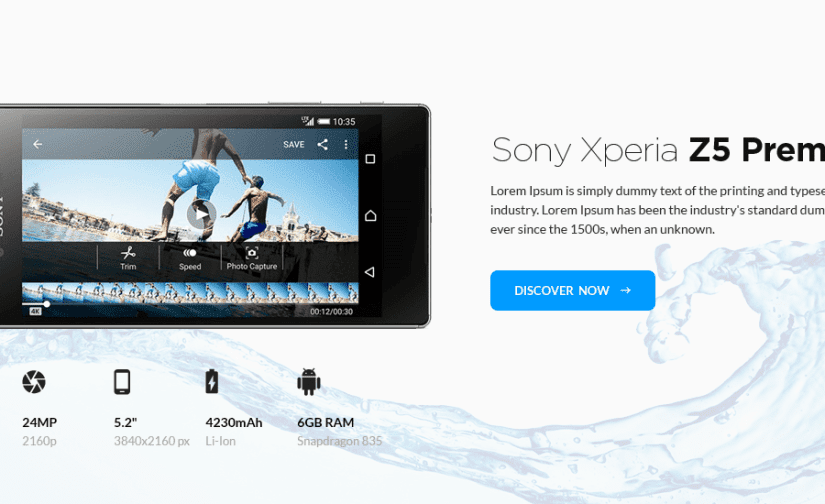 LTE 10:35
SAVE
SONY
Trim Speed Photo Capture
4K 00:12/00:30
Sony Xperia Z5 Prem
Lorem Ipsum is simply dummy text of the printing and typese
industry. Lorem Ipsum has been the industry's standard dum
ever since the 1500s, when an unknown.
DISCOVER NOW →
24MP 5.2" 4230mAh 6GB RAM
2160p 3840x2160 px Li-Ion Snapdragon 835